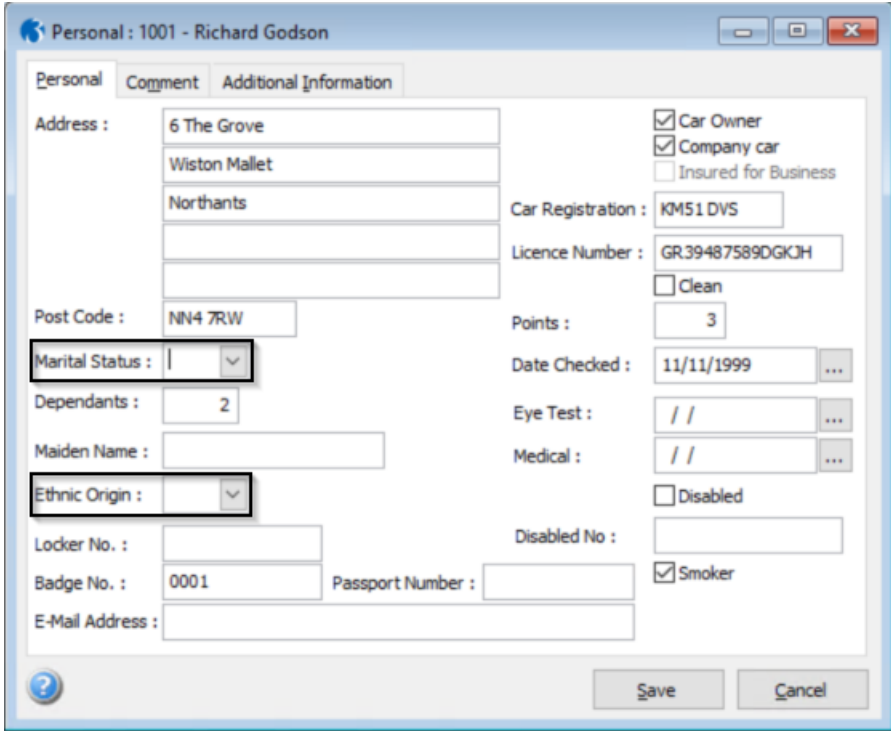 Personal : 1001 - Richard Godson
Personal Comment Additional Information
Address : 6 The Grove
Wiston Mallet
Northants
Post Code : NN4 7RW
Marital Status :
Dependants : 2
Maiden Name :
Ethnic Origin :
Locker No. :
Badge No. : 0001 Passport Number :
E-Mail Address :
Car Owner
Company car
Insured for Business
Car Registration : KM51 DVS
Licence Number : GR39487589DGKJH
Clean
Points : 3
Date Checked : 11/11/1999 ...
Eye Test : / / ...
Medical : / / ...
Disabled
Disabled No :
Smoker
? Save Cancel